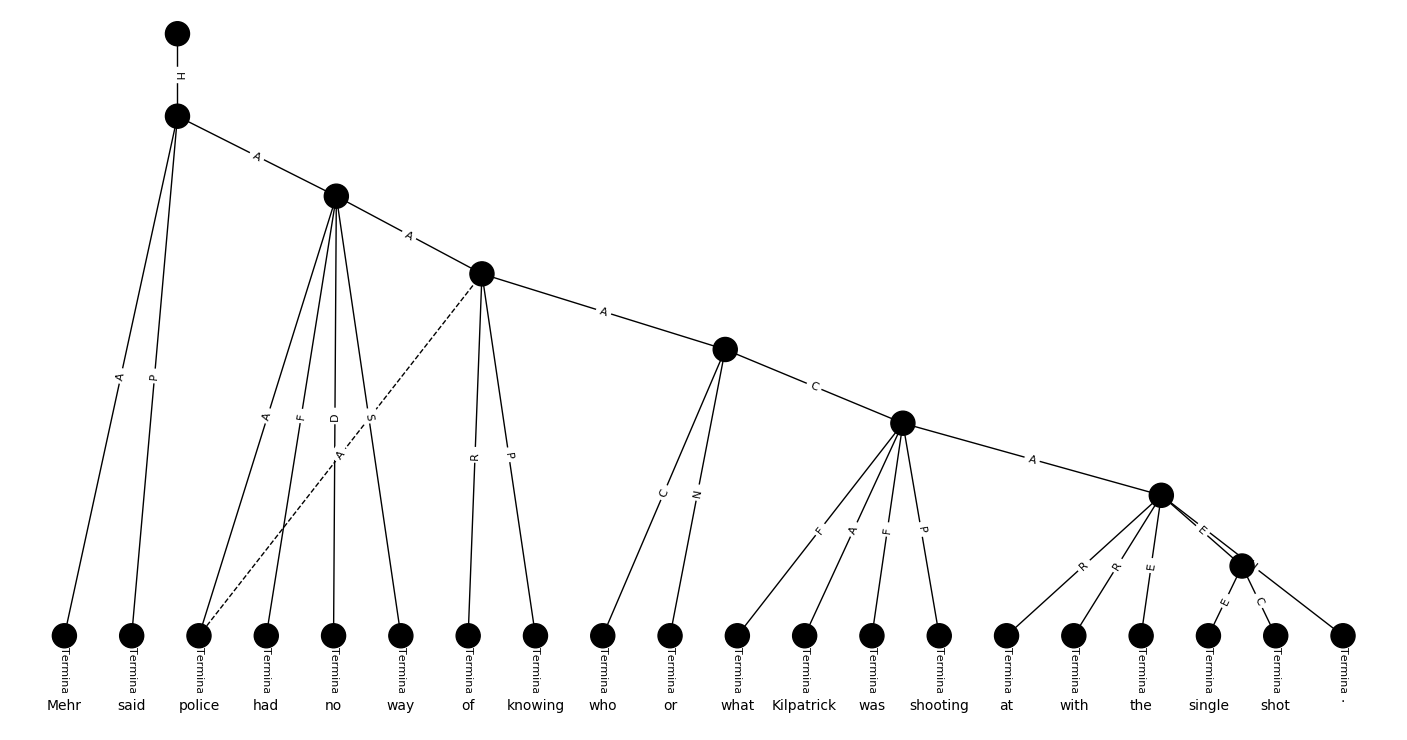 H
A
A
A
A
P
A
F
D
S
A
R
P
C
A
C
N
F
A
F
P
E
R
R
E
E
C
Termina Termina Termina Termina Termina Termina Termina Termina Termina Termina Termina Termina Termina Termina Termina Termina Termina Termina Termina Termina
Mehr said police had no way of knowing who or what Kilpatrick was shooting at with the single shot .